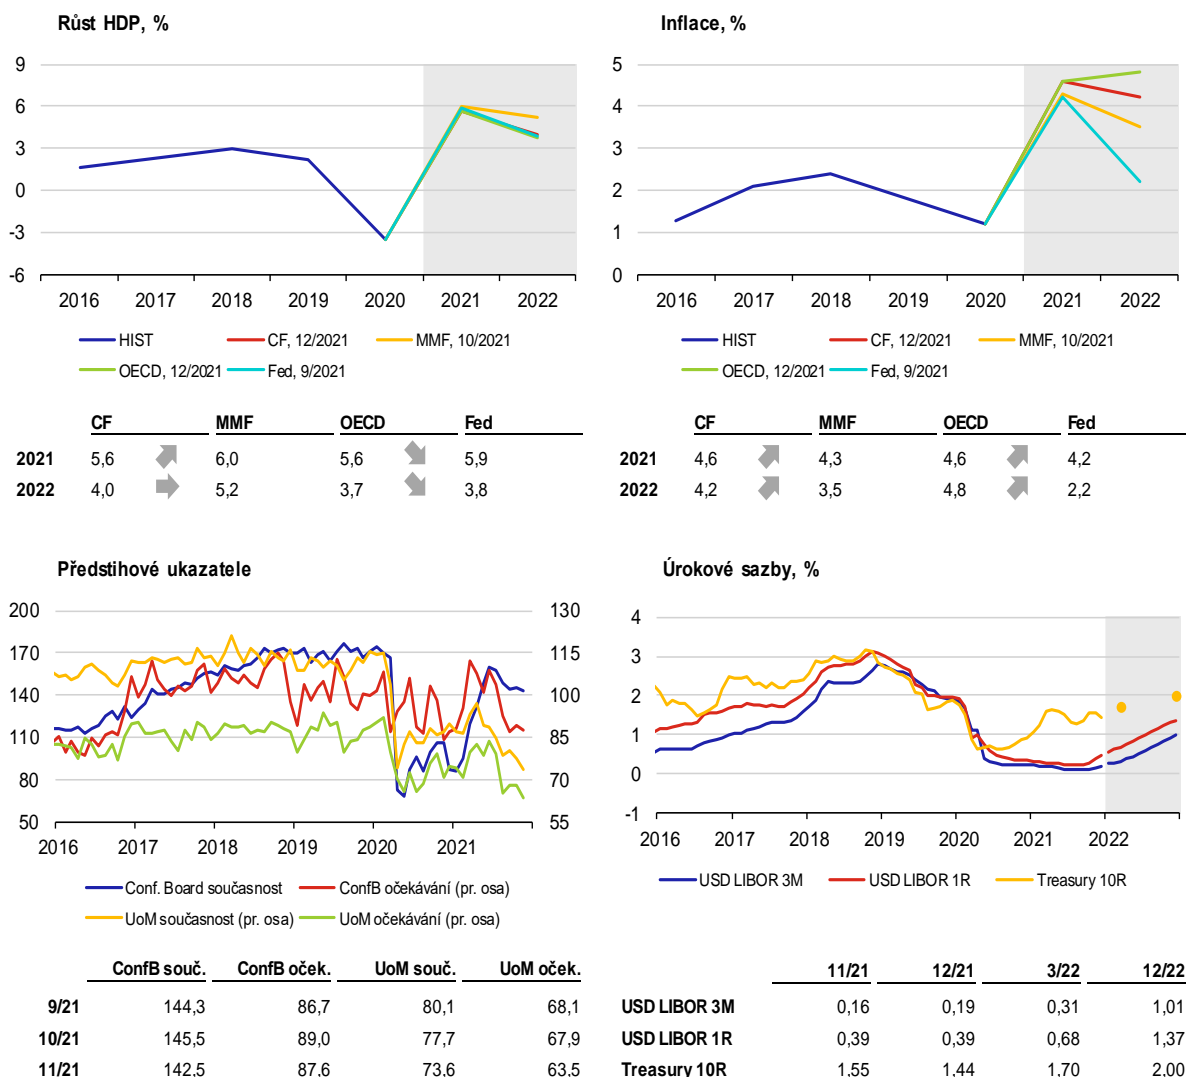 Růst HDP, %
9
6
3
0
-3
-6
2016 2017 2018 2019 2020 2021 2022
HIST CF, 12/2021 MMF, 10/2021
OECD, 12/2021 Fed, 9/2021
CF MMF OECD Fed
2021 5,6 6,0 5,6 5,9
2022 4,0 5,2 3,7 3,8
Inflace, %
5
4
3
2
1
0
2016 2017 2018 2019 2020 2021 2022
HIST CF, 12/2021 MMF, 10/2021
OECD, 12/2021 Fed, 9/2021
CF MMF OECD Fed
2021 4,6 4,3 4,6 4,2
2022 4,2 3,5 4,8 2,2
Předstihové ukazatele
200 130
170 115
140 100
110 85
80 70
50 55
2016 2017 2018 2019 2020 2021
Conf. Board současnost ConfB očekávání (pr. osa)
UoM současnost (pr. osa) UoM očekávání (pr. osa)
ConfB souč. ConfB oček. UoM souč. UoM oček.
9/21 144,3 86,7 80,1 68,1
10/21 145,5 89,0 77,7 67,9
11/21 142,5 87,6 73,6 63,5
Úrokové sazby, %
4
3
2
1
0
-1
2016 2017 2018 2019 2020 2021 2022
USD LIBOR 3M USD LIBOR 1R Treasury 10R
11/21 12/21 3/22 12/22
USD LIBOR 3M 0,16 0,19 0,31 1,01
USD LIBOR 1R 0,39 0,39 0,68 1,37
Treasury 10R 1,55 1,44 1,70 2,00